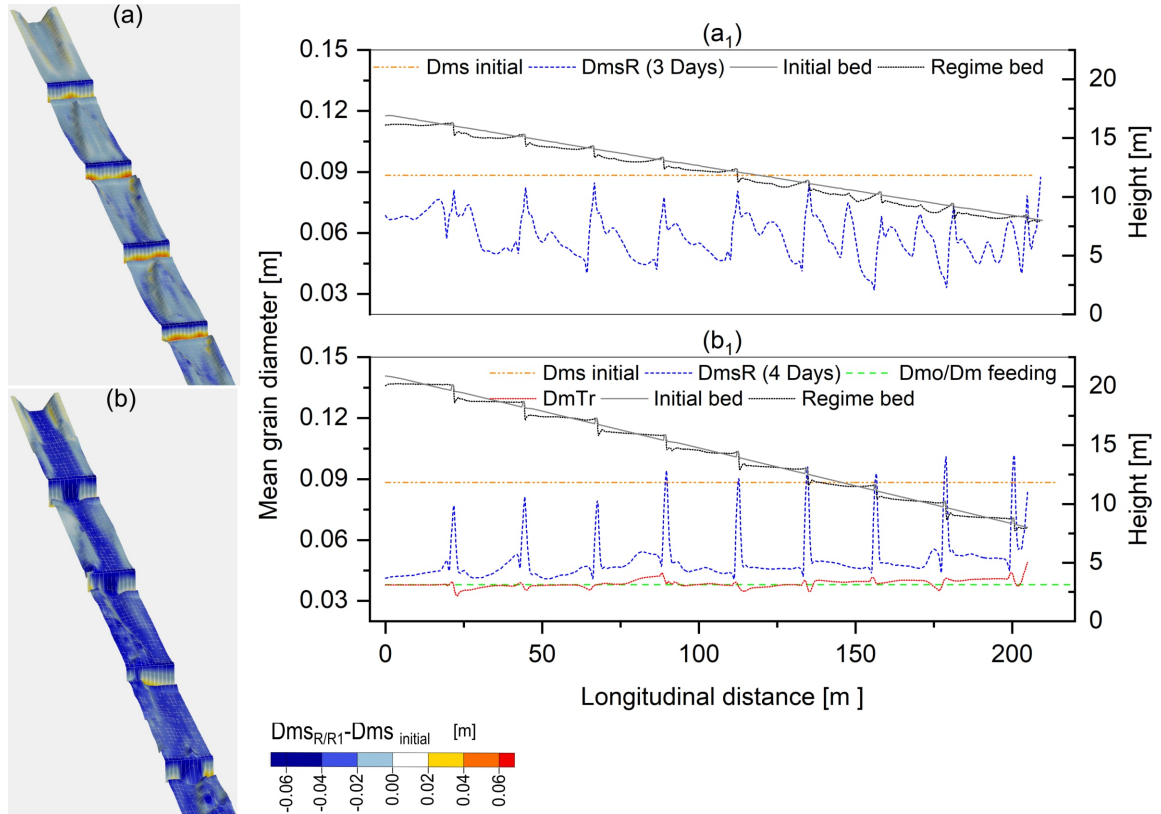 (a)
(b)
(a₁)
0.15
0.12
0.09
0.06
0.03
Dms initial DmsR (3 Days) Initial bed Regime bed
20
15
10
5
0
Height [m]
Mean grain diameter [m]
(b₁)
0.15
0.12
0.09
0.06
0.03
Dms initial DmsR (4 Days) Dmo/Dm feeding
DmTr Initial bed Regime bed
20
15
10
5
0
Height [m]
0 50 100 150 200
Longitudinal distance [m ]
Dms R/R1-Dms initial [m]
-0.06 -0.04 -0.02 0.00 0.02 0.04 0.06